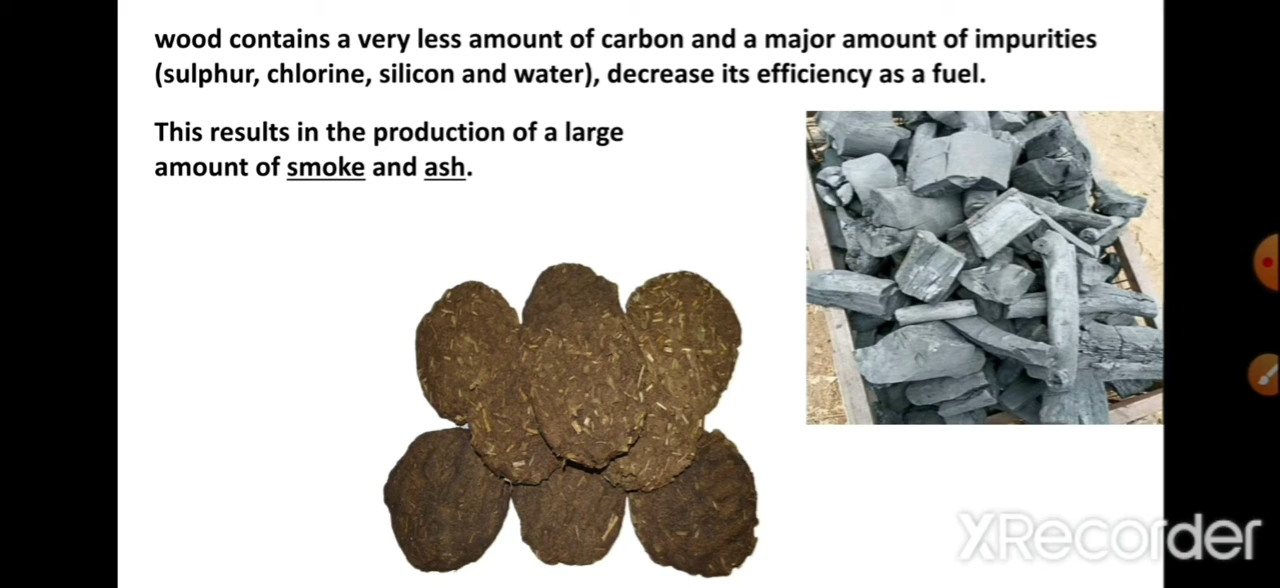 wood contains a very less amount of carbon and a major amount of impurities
(sulphur, chlorine, silicon and water), decrease its efficiency as a fuel.
This results in the production of a large
amount of smoke and ash.
XRecorder